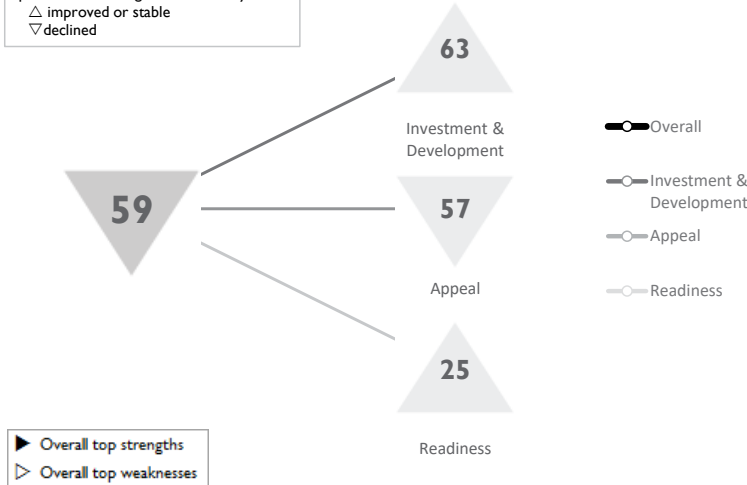 △ improved or stable
▽ declined
63
Investment &
Development
59
57
Appeal
25
Readiness
Overall
Investment &
Development
Appeal
Readiness
▶ Overall top strengths
▷ Overall top weaknesses